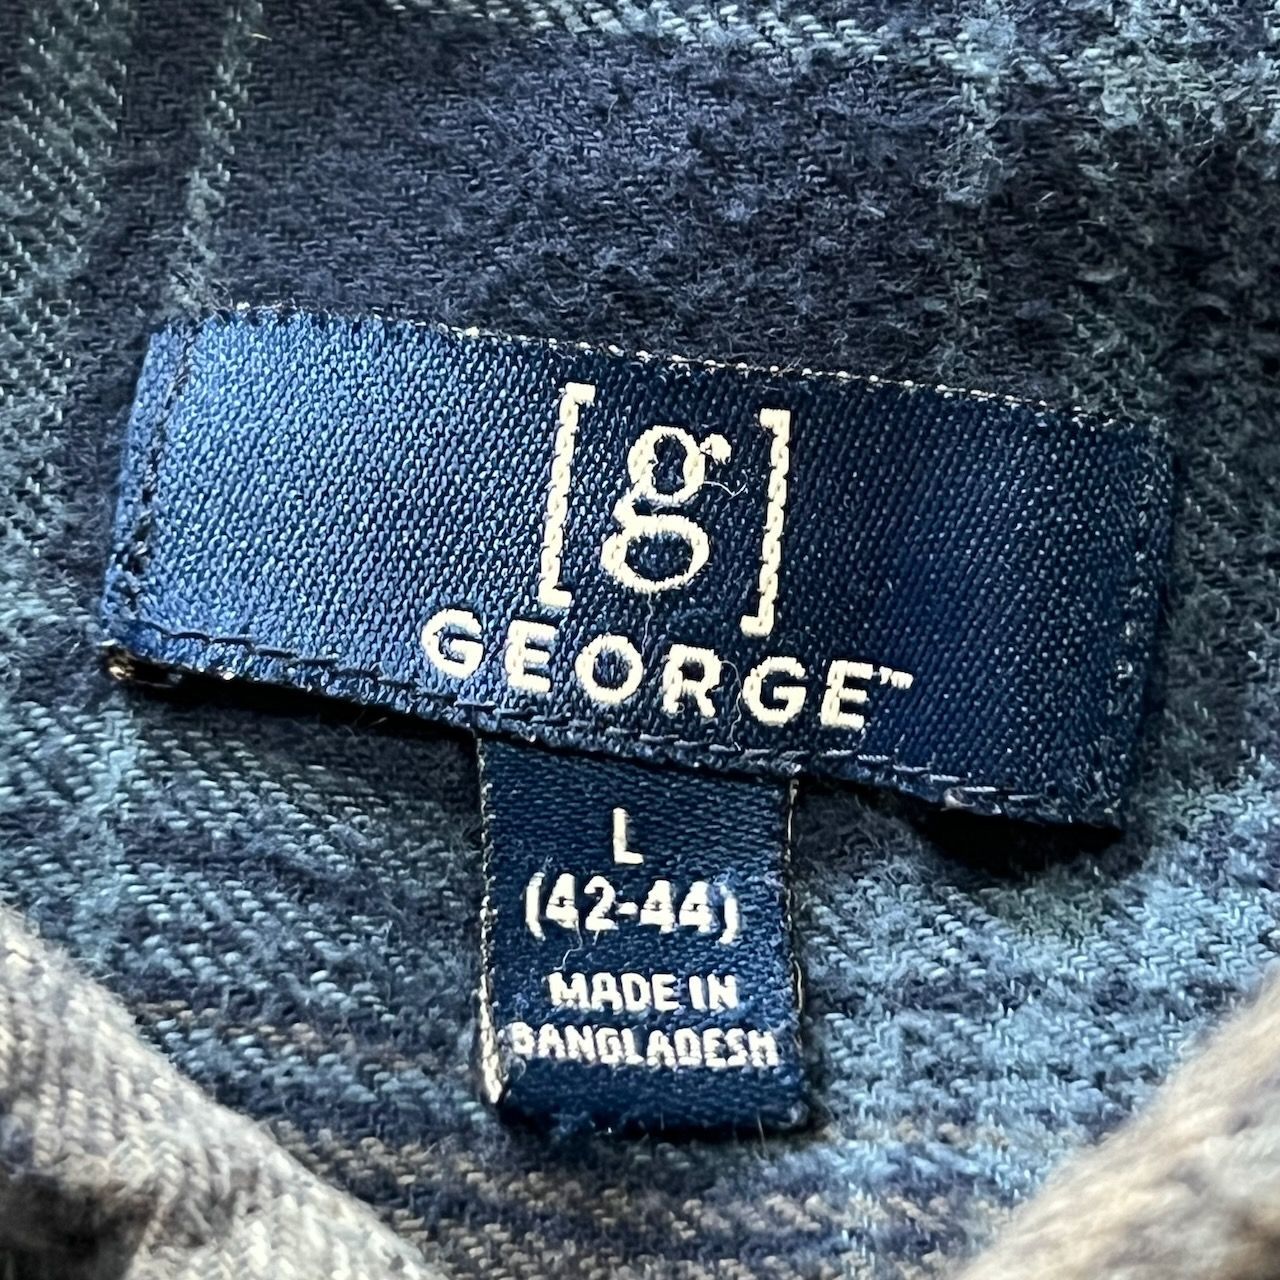 [g]
GEORGE™
L
(42-44)
MADE IN
BANGLADESH